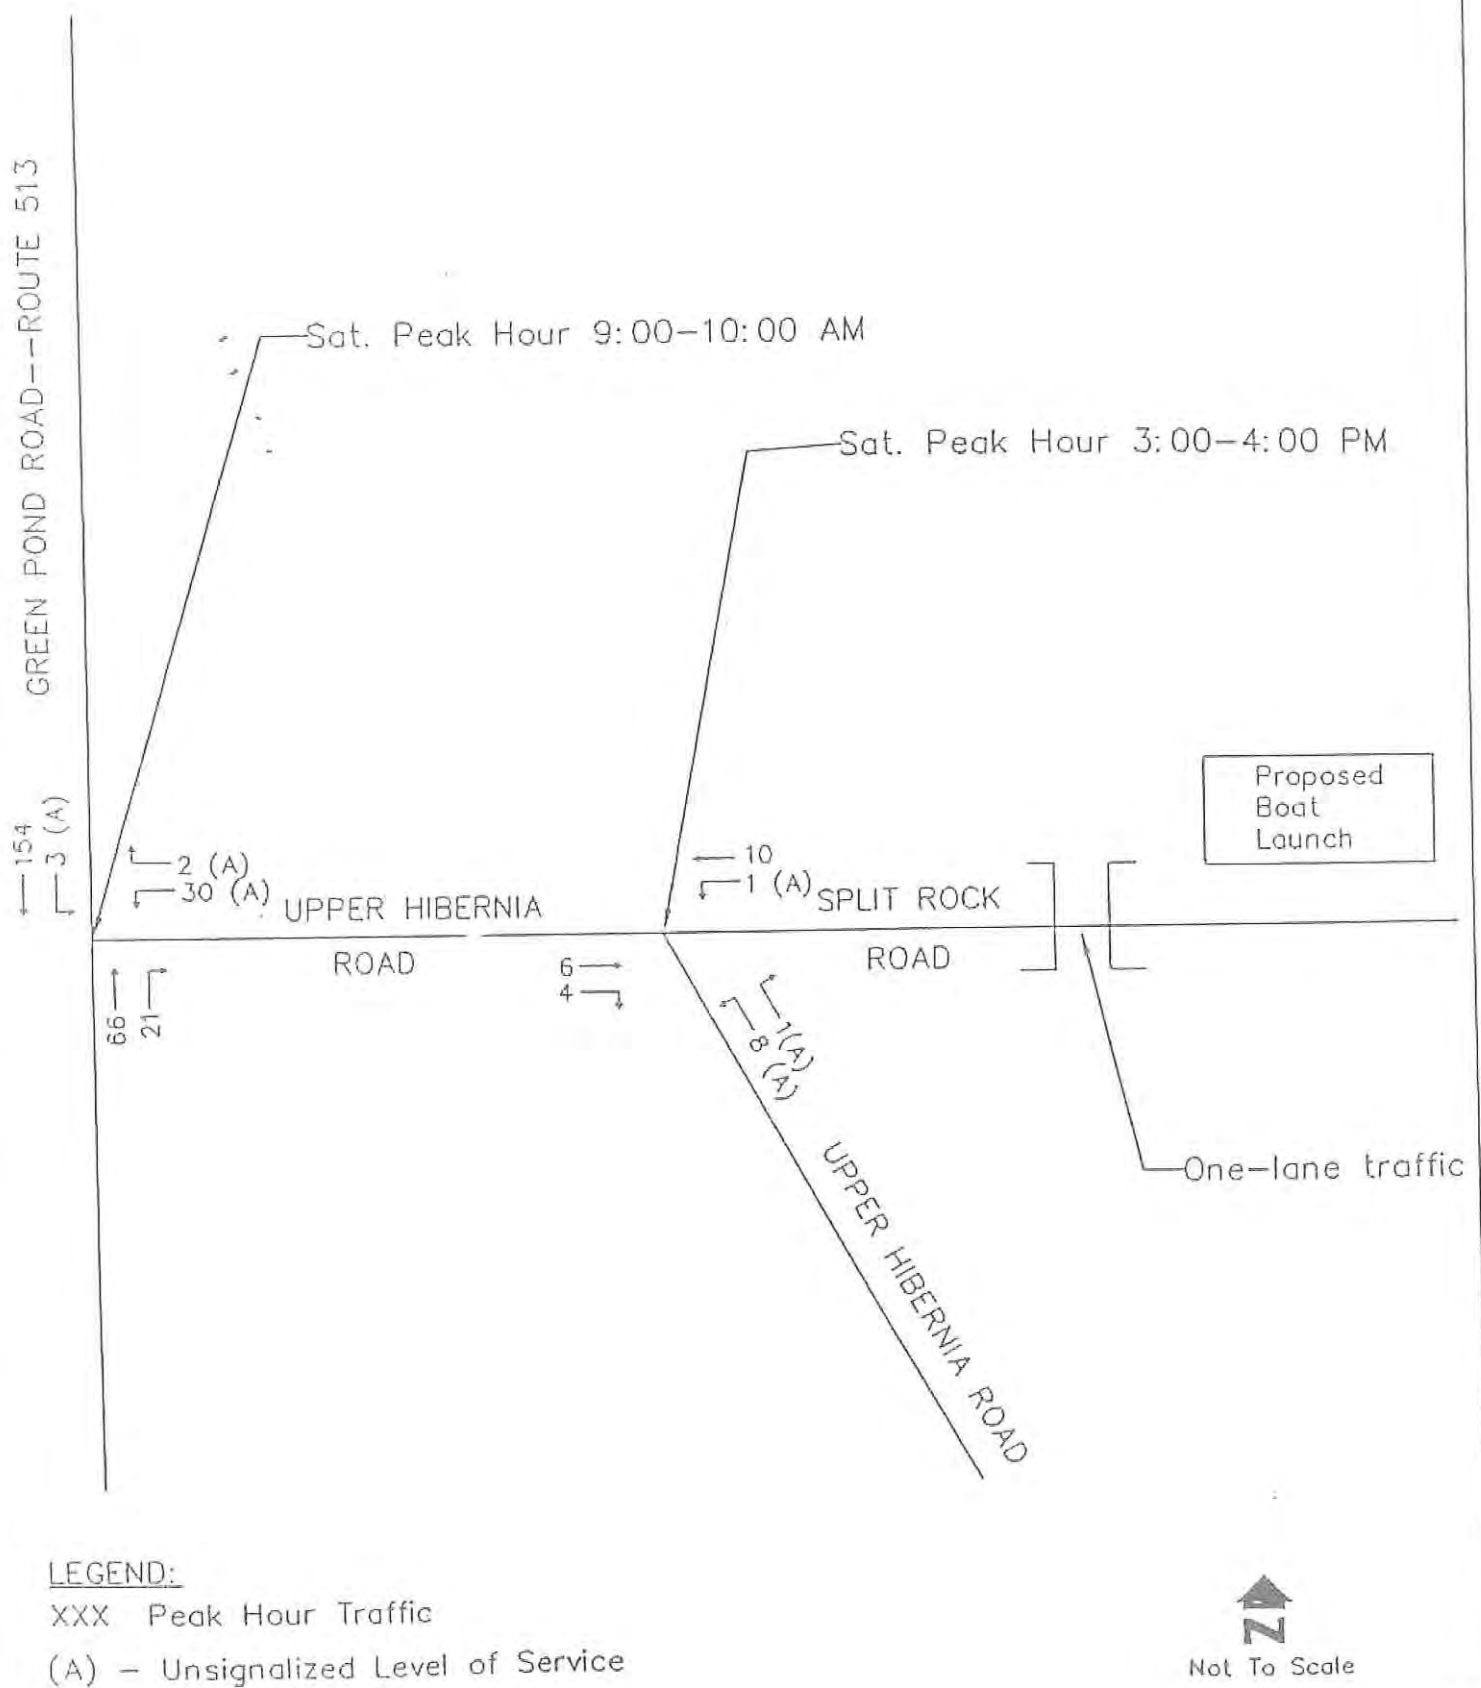 GREEN POND ROAD--ROUTE 513
Sat. Peak Hour 9:00-10:00 AM
Sat. Peak Hour 3:00-4:00 PM
Proposed
Boat
Launch
154
3 (A)
2 (A)
30 (A)
UPPER HIBERNIA
ROAD
10
1 (A)
SPLIT ROCK
ROAD
66
21
6
4
1(A)
8 (A)
UPPER HIBERNIA ROAD
One-lane traffic
LEGEND:
XXX Peak Hour Traffic
(A) - Unsignalized Level of Service
N
Not To Scale